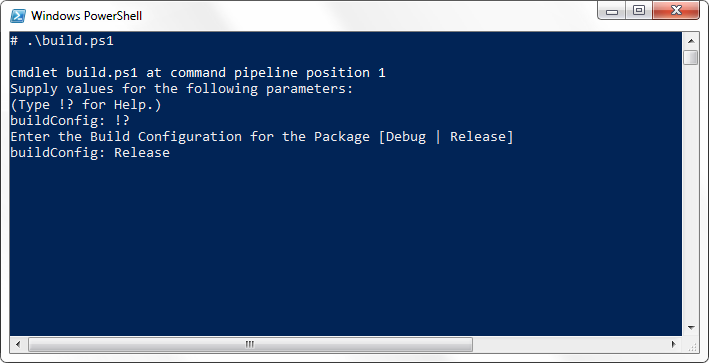 Windows PowerShell
# .\build.ps1
cmdlet build.ps1 at command pipeline position 1
Supply values for the following parameters:
(Type !? for Help.)
buildConfig: !?
Enter the Build Configuration for the Package [Debug | Release]
buildConfig: Release